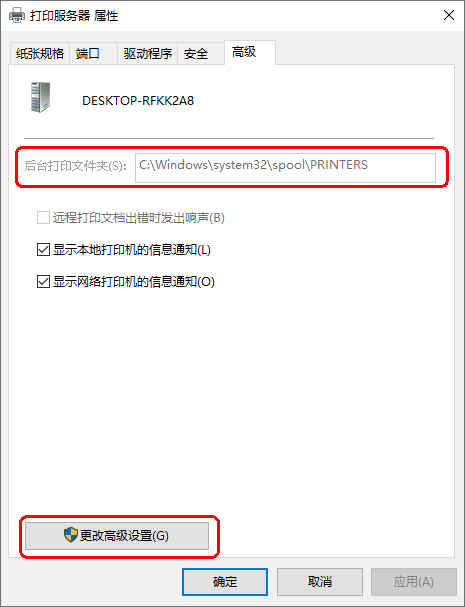 打印服务器 属性
纸张规格 端口 驱动程序 安全 高级
DESKTOP-RFKK2A8
后台打印文件夹(S): C:\Windows\system32\spool\PRINTERS
远程打印文档出错时发出响声(B)
显示本地打印机的信息通知(L)
显示网络打印机的信息通知(O)
更改高级设置(G)
确定 取消 应用(A)